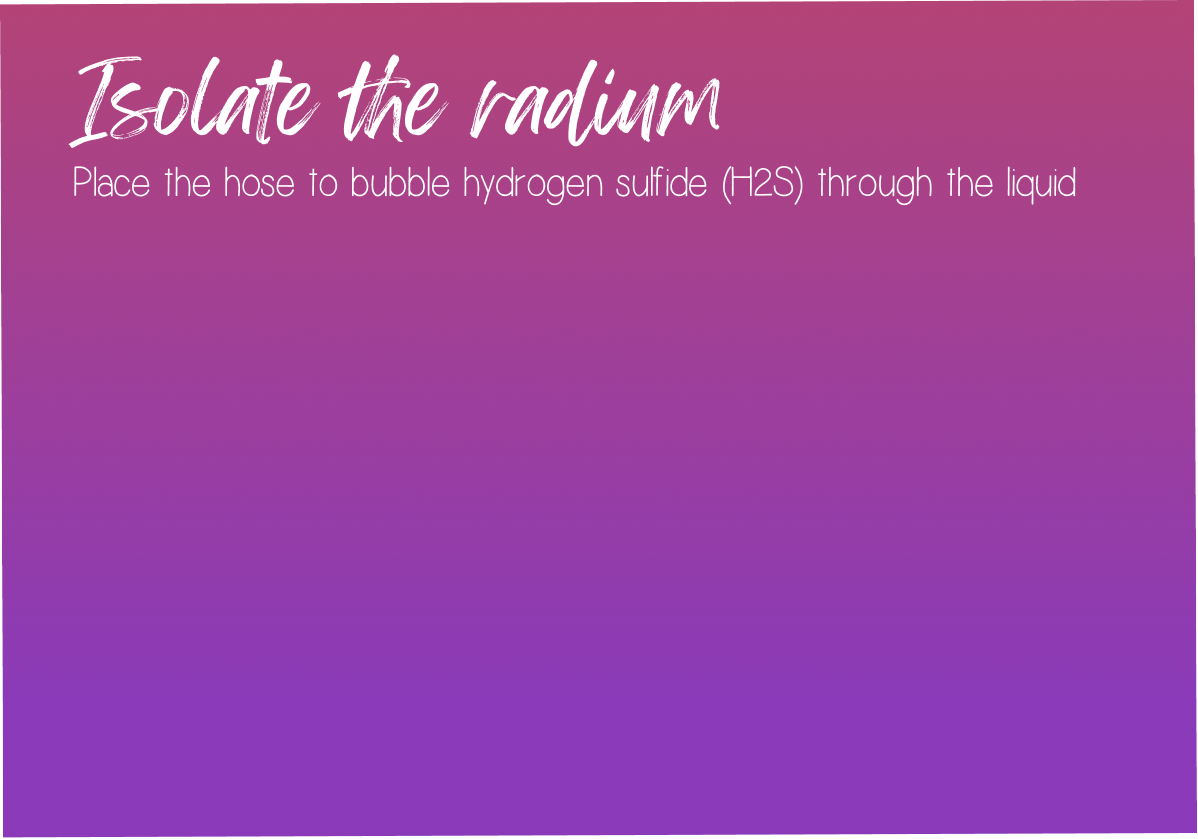 Isolate the radium
Place the hose to bubble hydrogen sulfide (H2S) through the liquid